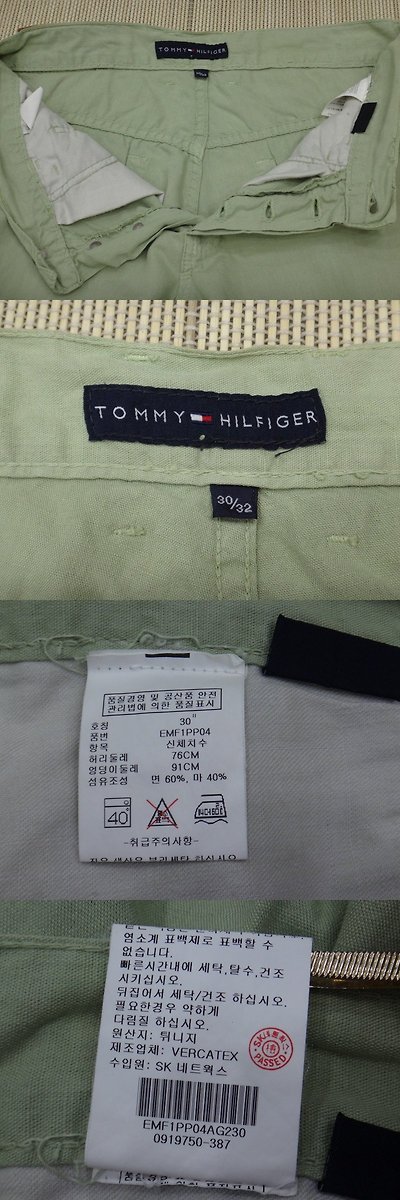 TOMMY HILFIGER
TOMMY HILFIGER
30/32
품질경영 및 공산품 안전
관리법에 의한 품질표시
호칭 30"
품번 EMF1PP04
항목 신체치수
허리둘레 76CM
엉덩이둘레 91CM
섬유조성 면 60%, 마 40%
40
-취급주의사항-
염소계 표백제로 표백할 수
없습니다.
빠른시간내에 세탁,탈수,건조
시키십시오.
뒤집어서 세탁/건조 하십시오.
필요한경우 약하게
다림질 하십시오.
원산지: 튀니지
제조업체: VERCATEX
수입원: SK 네트웍스
PASSED
EMF1PP04AG230
0919750-387